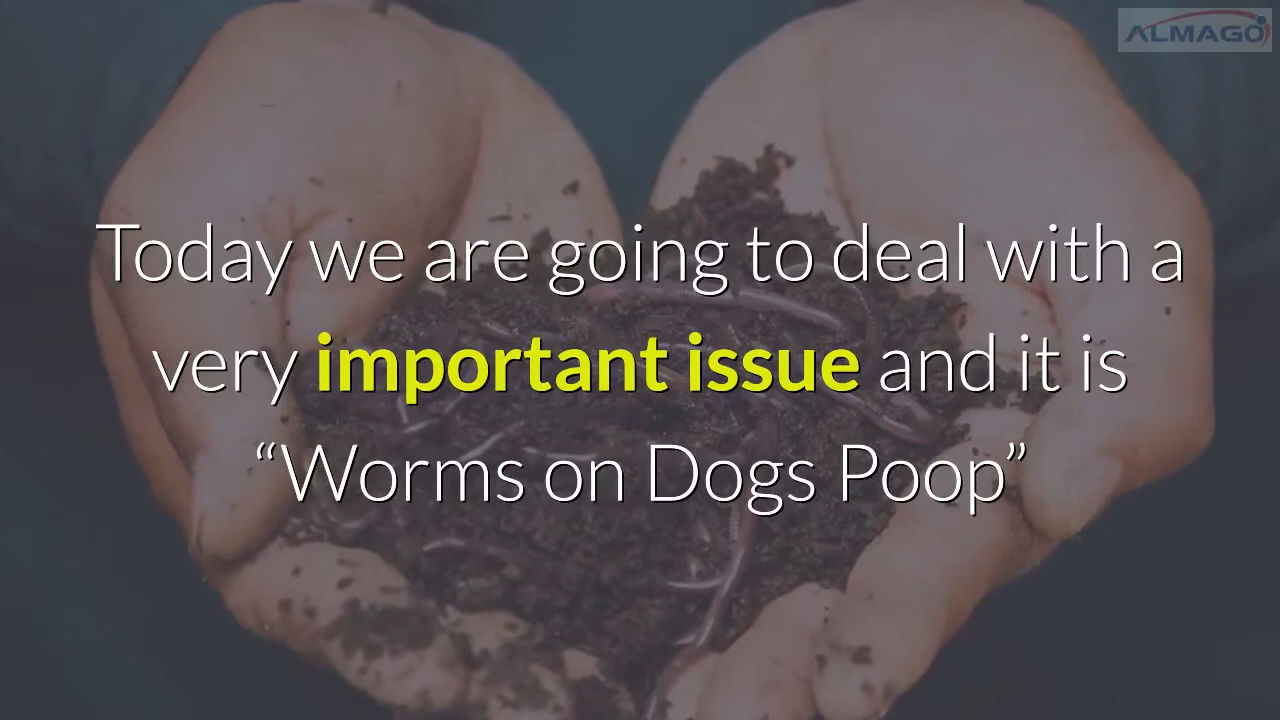 ALMAGO
Today we are going to deal with a
very important issue and it is
“Worms on Dogs Poop”